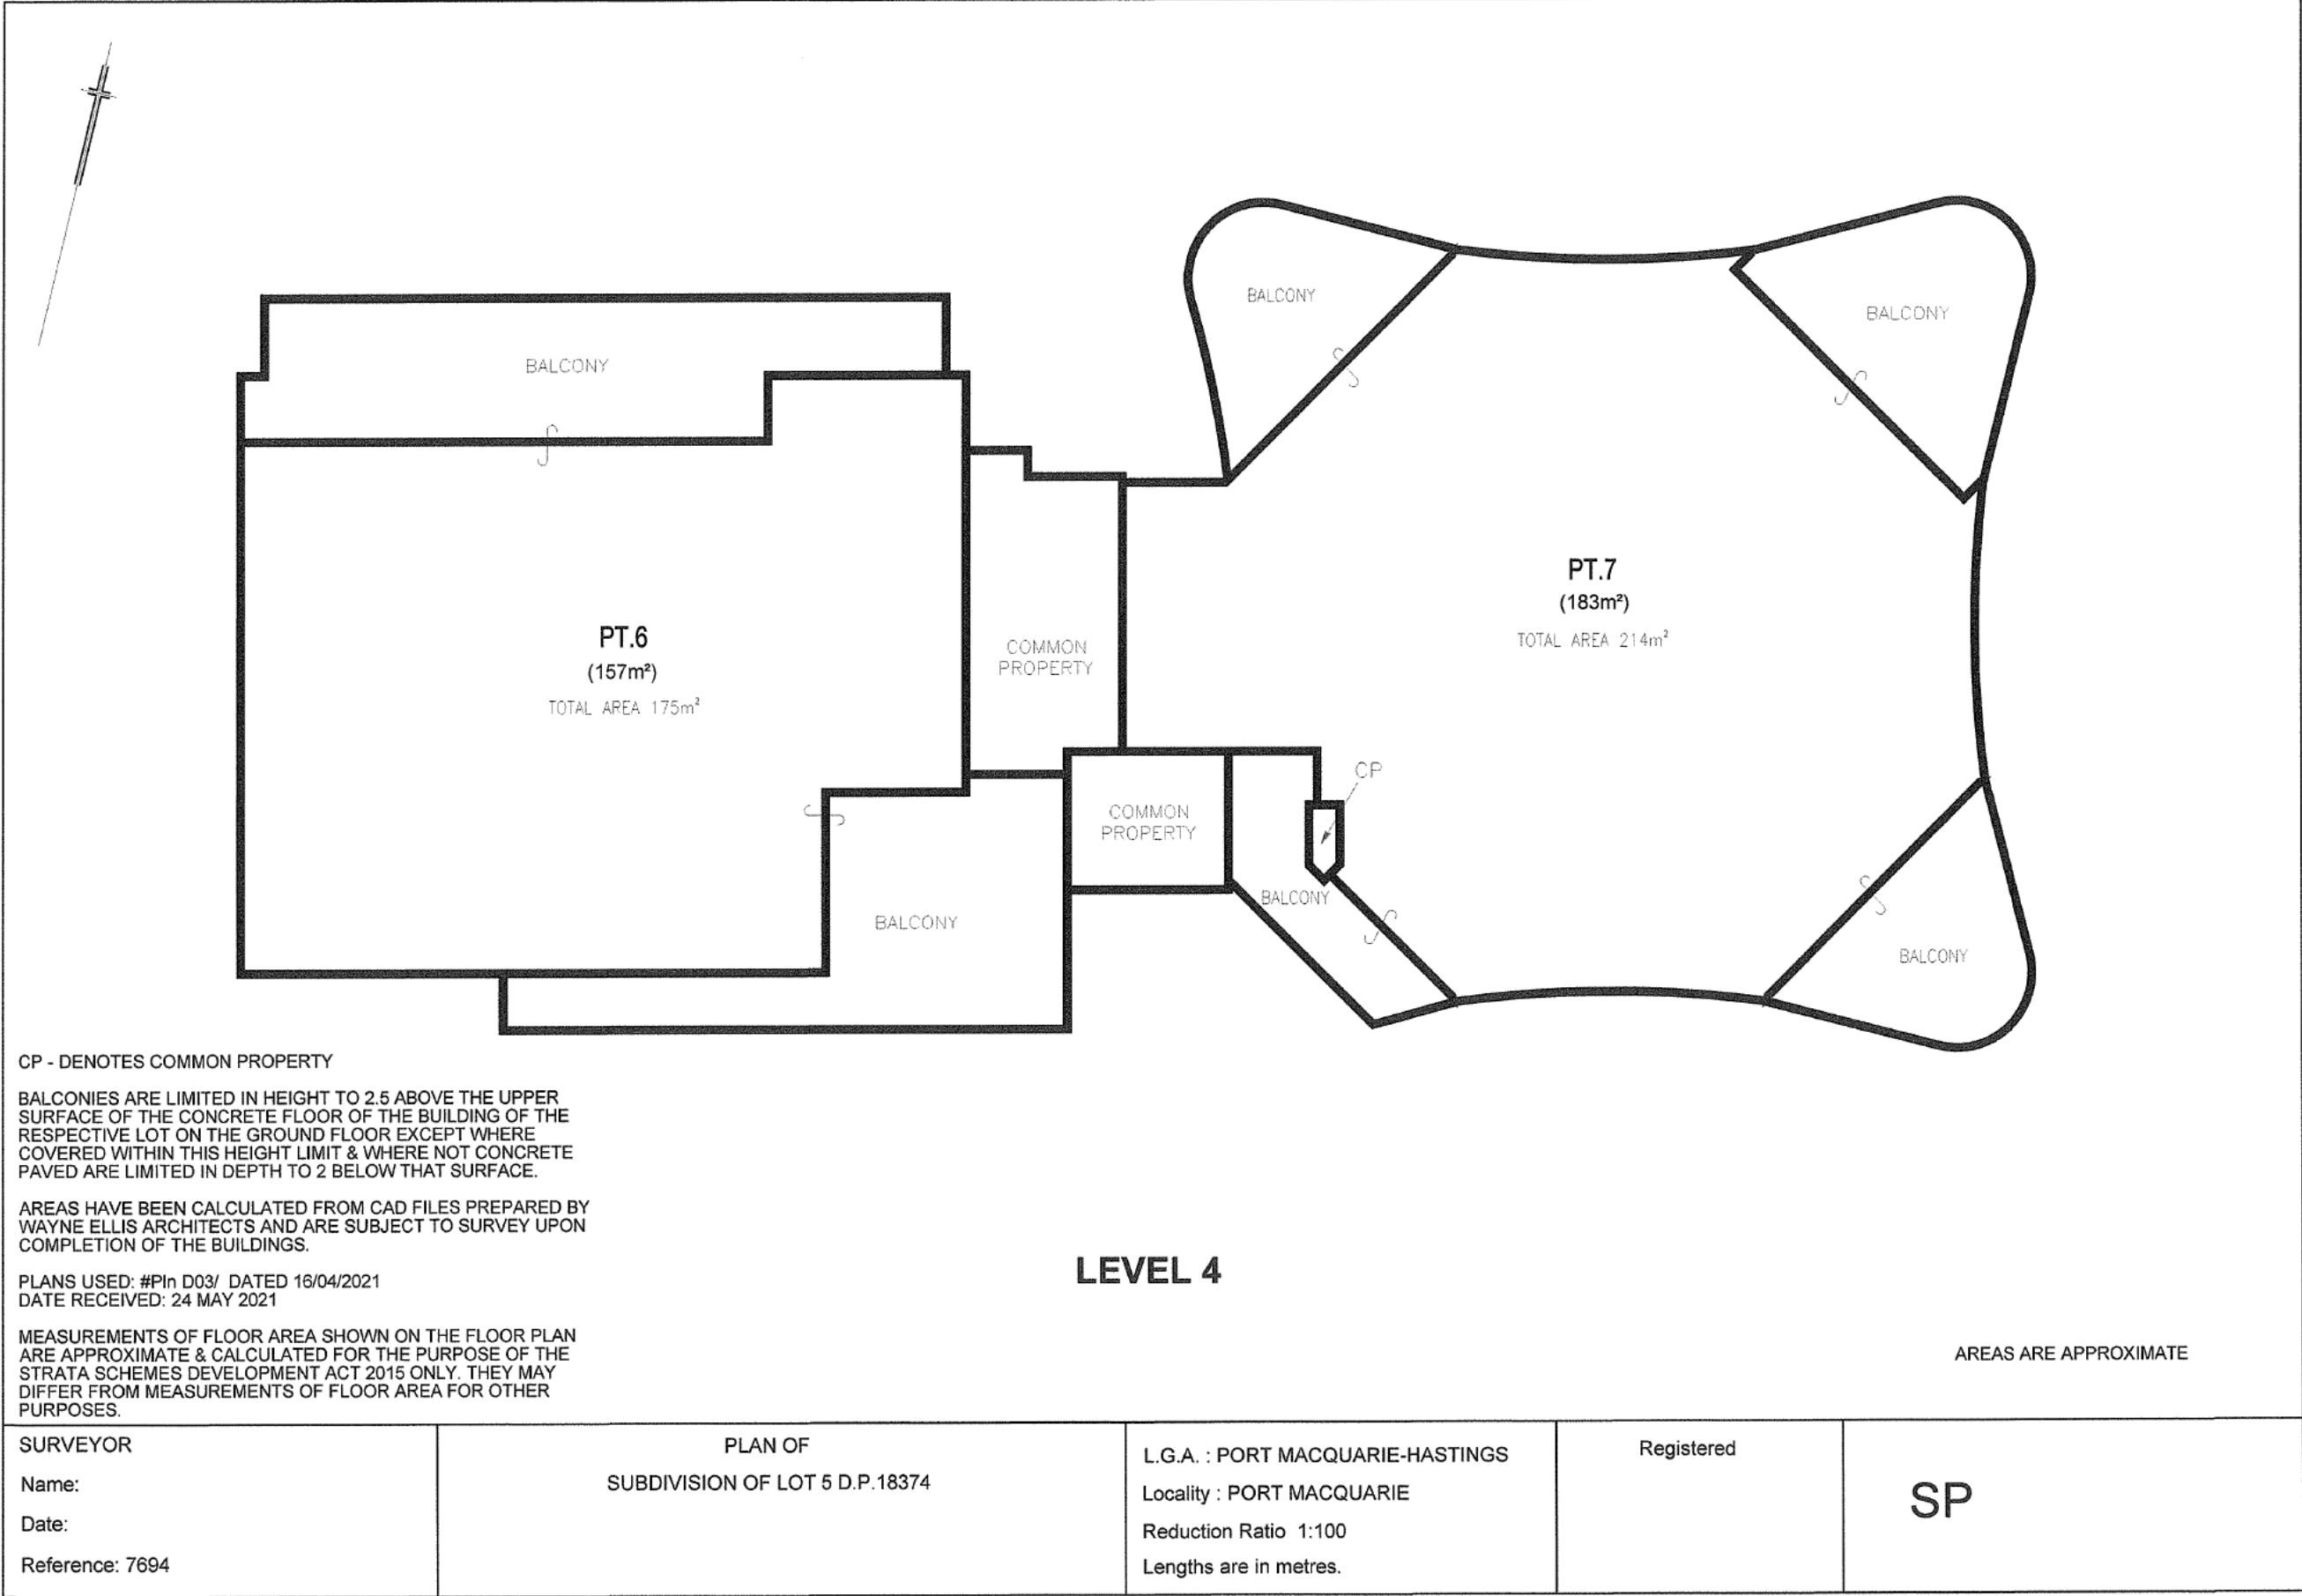 BALCONY
BALCONY
BALCONY
PT.6
(157m²)
TOTAL AREA 175m²
COMMON
PROPERTY
PT.7
(183m²)
TOTAL AREA 214m²
CP
COMMON
PROPERTY
BALCONY
BALCONY
BALCONY
CP - DENOTES COMMON PROPERTY
BALCONIES ARE LIMITED IN HEIGHT TO 2.5 ABOVE THE UPPER
SURFACE OF THE CONCRETE FLOOR OF THE BUILDING OF THE
RESPECTIVE LOT ON THE GROUND FLOOR EXCEPT WHERE
COVERED WITHIN THIS HEIGHT LIMIT & WHERE NOT CONCRETE
PAVED ARE LIMITED IN DEPTH TO 2 BELOW THAT SURFACE.
AREAS HAVE BEEN CALCULATED FROM CAD FILES PREPARED BY
WAYNE ELLIS ARCHITECTS AND ARE SUBJECT TO SURVEY UPON
COMPLETION OF THE BUILDINGS.
PLANS USED: #Pln D03/ DATED 16/04/2021
DATE RECEIVED: 24 MAY 2021
MEASUREMENTS OF FLOOR AREA SHOWN ON THE FLOOR PLAN
ARE APPROXIMATE & CALCULATED FOR THE PURPOSE OF THE
STRATA SCHEMES DEVELOPMENT ACT 2015 ONLY. THEY MAY
DIFFER FROM MEASUREMENTS OF FLOOR AREA FOR OTHER
PURPOSES.
LEVEL 4
AREAS ARE APPROXIMATE
SURVEYOR
Name:
Date:
Reference: 7694
PLAN OF
SUBDIVISION OF LOT 5 D.P.18374
L.G.A. : PORT MACQUARIE-HASTINGS
Locality : PORT MACQUARIE
Reduction Ratio 1:100
Lengths are in metres.
Registered
SP